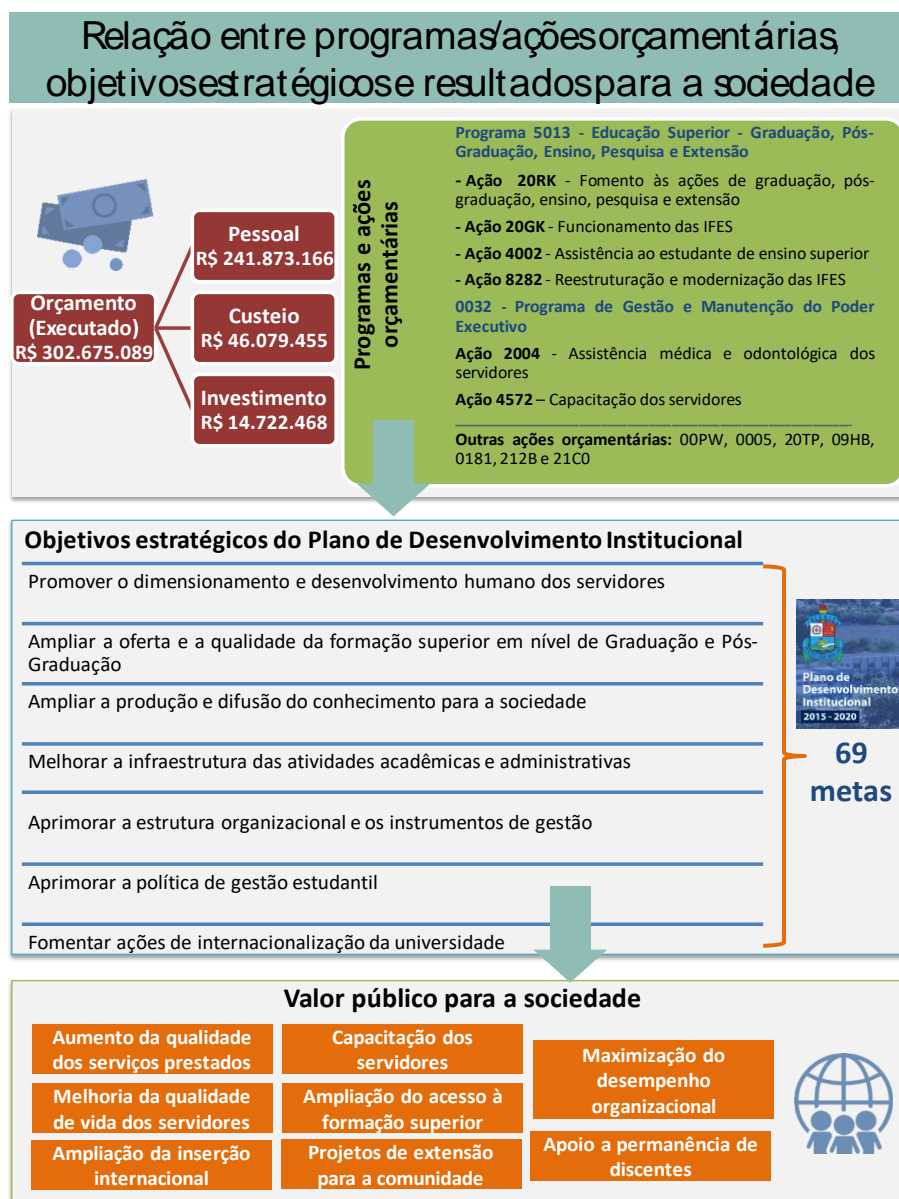 Relação entre programas/ações orçamentárias,
objetivos estratégicos e resultados para a sociedade
Orçamento
(Executado)
R$ 302.675.089
Pessoal
R$ 241.873.166
Custeio
R$ 46.079.455
Investimento
R$ 14.722.468
Programas e ações
orçamentárias
Programa 5013 - Educação Superior - Graduação, Pós-
Graduação, Ensino, Pesquisa e Extensão
- Ação 20RK - Fomento às ações de graduação, pós-
graduação, ensino, pesquisa e extensão
- Ação 20GK - Funcionamento das IFES
- Ação 4002 - Assistência ao estudante de ensino superior
- Ação 8282 - Reestruturação e modernização das IFES
0032 - Programa de Gestão e Manutenção do Poder
Executivo
Ação 2004 - Assistência médica e odontológica dos
servidores
Ação 4572 – Capacitação dos servidores
Outras ações orçamentárias: 00PW, 0005, 20TP, 09HB,
0181, 212B e 21C0
Objetivos estratégicos do Plano de Desenvolvimento Institucional
Promover o dimensionamento e desenvolvimento humano dos servidores
Ampliar a oferta e a qualidade da formação superior em nível de Graduação e Pós-
Graduação
Ampliar a produção e difusão do conhecimento para a sociedade
Melhorar a infraestrutura das atividades acadêmicas e administrativas
Aprimorar a estrutura organizacional e os instrumentos de gestão
Aprimorar a política de gestão estudantil
Fomentar ações de internacionalização da universidade
Plano de
Desenvolvimento
Institucional
2015 - 2020
69
metas
Valor público para a sociedade
Aumento da qualidade
dos serviços prestados
Melhoria da qualidade
de vida dos servidores
Ampliação da inserção
internacional
Capacitação dos
servidores
Ampliação do acesso à
formação superior
Projetos de extensão
para a comunidade
Maximização do
desempenho
organizacional
Apoio a permanência de
discentes